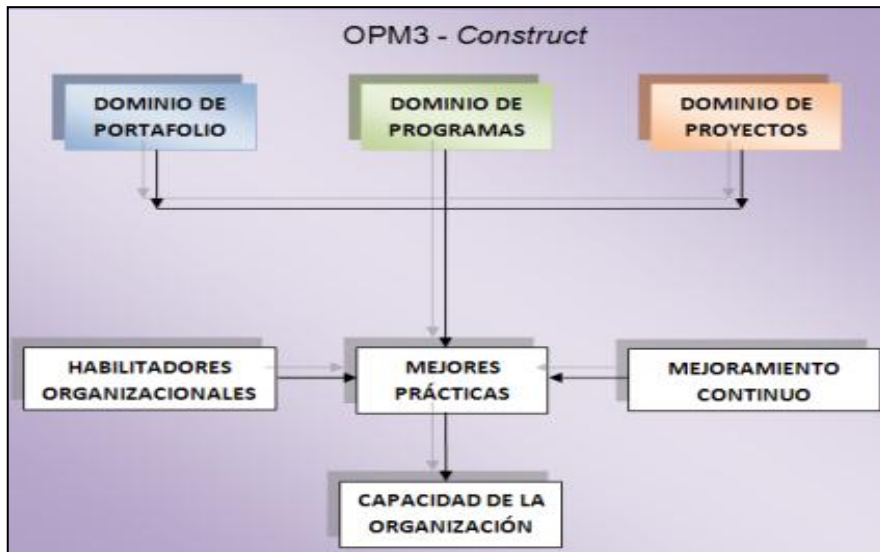 OPM3 - Construct
DOMINIO DE
PORTAFOLIO
DOMINIO DE
PROGRAMAS
DOMINIO DE
PROYECTOS
HABILITADORES
ORGANIZACIONALES
MEJORES
PRÁCTICAS
MEJORAMIENTO
CONTINUO
CAPACIDAD DE LA
ORGANIZACIÓN